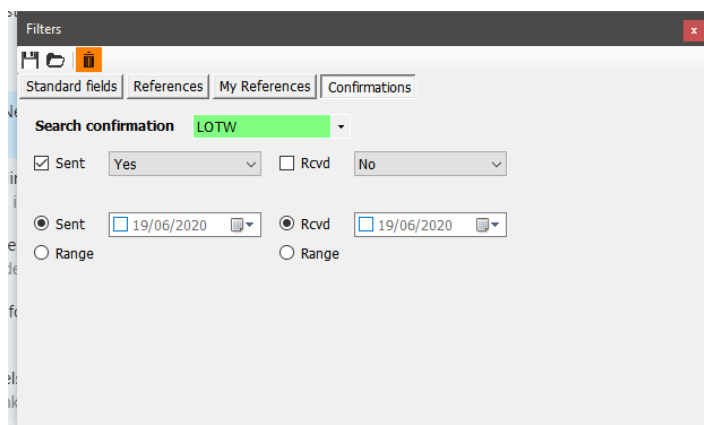 Filters
Standard fields References My References Confirmations
Search confirmation LOTW
Sent Yes Rcvd No
Sent 19/06/2020 Rcvd 19/06/2020
Range Range